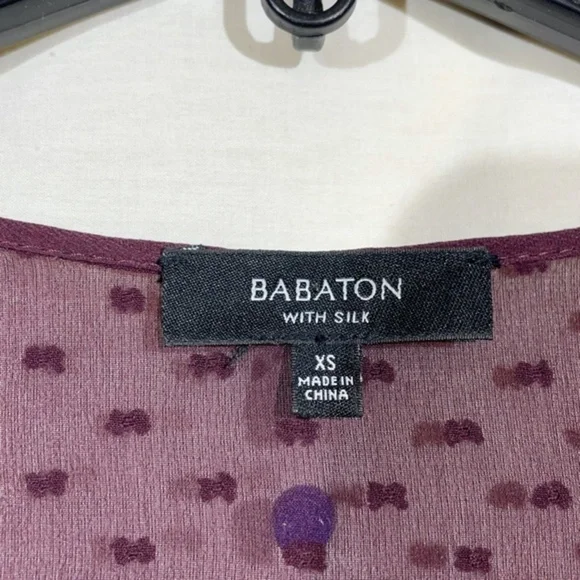 BABATON
WITH SILK
XS
MADE IN
CHINA